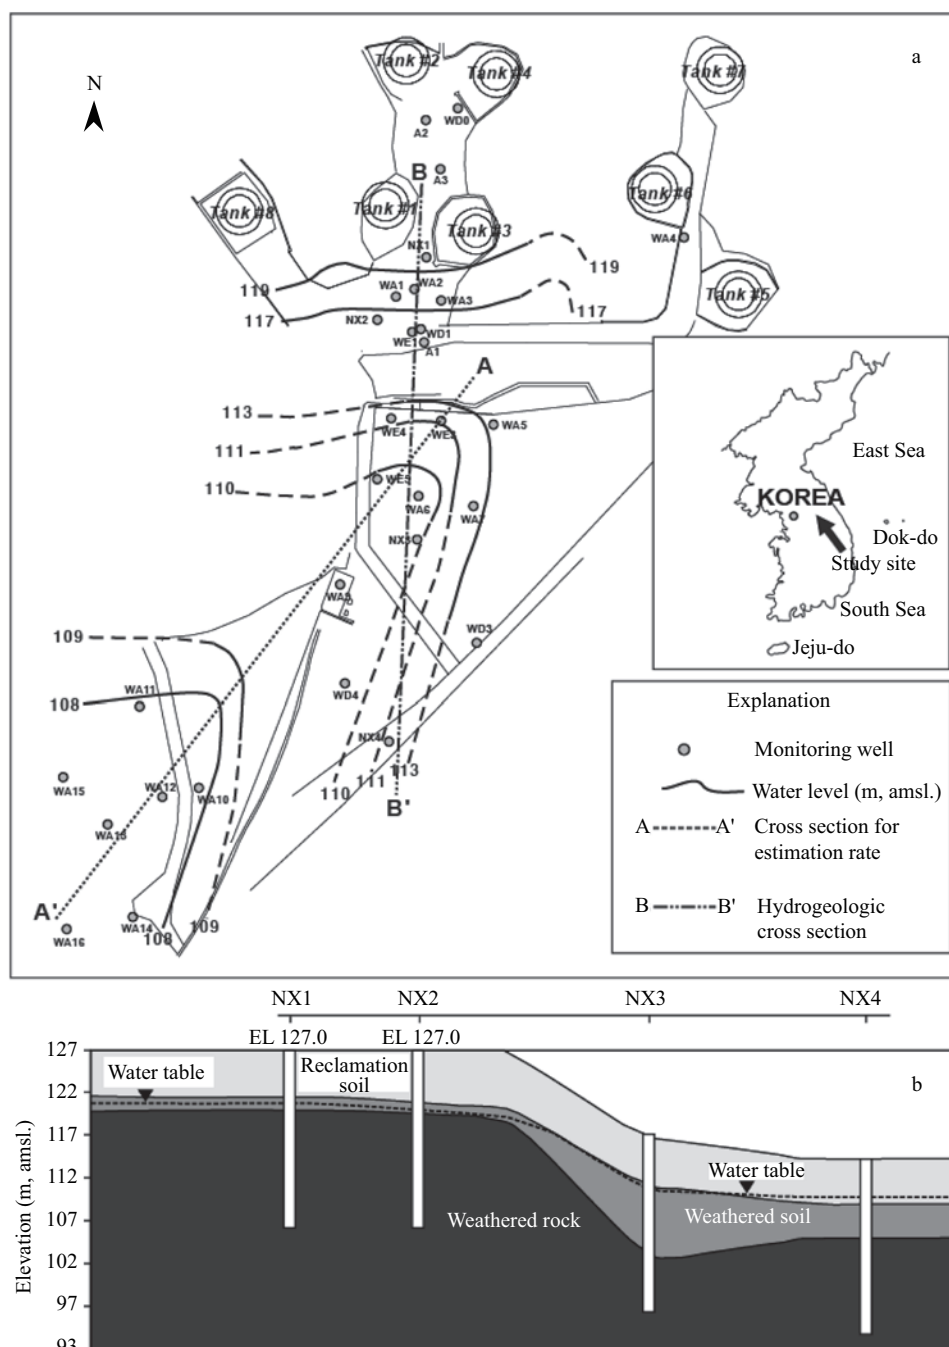 a
N
Tank #2
Tank #4
Tank #7
WD0
A2
B
A3
Tank #8
Tank #1
Tank #3
Tank #6
WA4
NX1
119
119
WA1
WA2
WA3
Tank #5
117
117
NX2
WE1
WD1
A1
A
113
WE4
WA5
111
110
WE5
WA6
WA7
NX3
WD3
109
WA11
108
WD4
NX4
113
111
110
B'
WA15
WA12
WA10
WA13
A'
WA14
WA16
108
109
East Sea
KOREA
Dok-do
Study site
South Sea
Jeju-do
Explanation
Monitoring well
Water level (m, amsl.)
A A' Cross section for
estimation rate
B B' Hydrogeologic
cross section
NX1 NX2 NX3 NX4
EL 127.0 EL 127.0
b
Elevation (m, amsl.)
127
122
117
112
107
102
97
93
Water table
Reclamation
soil
Water table
Weathered rock
Weathered soil